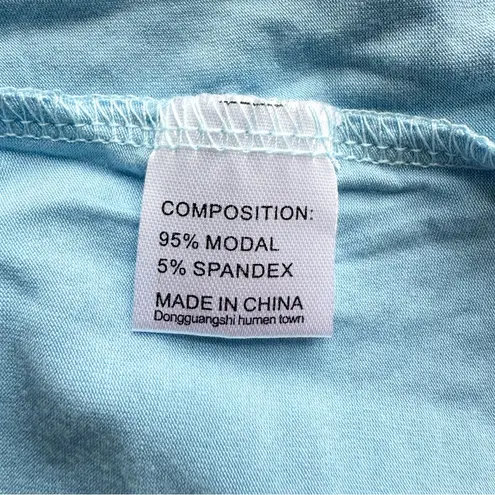 COMPOSITION:
95% MODAL
5% SPANDEX
MADE IN CHINA
Dongguangshi humen town